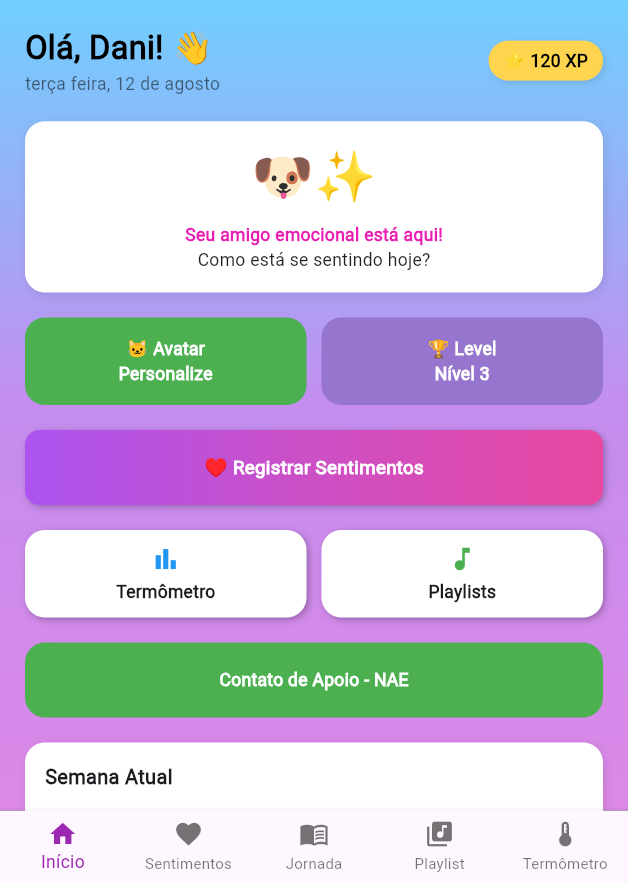 Olá, Dani! 👋
terça feira, 12 de agosto
⭐ 120 XP
Seu amigo emocional está aqui!
Como está se sentindo hoje?
🐱 Avatar
Personalize
🏆 Level
Nível 3
❤️ Registrar Sentimentos
Termômetro
Playlists
Contato de Apoio - NAE
Semana Atual
Início
Sentimentos
Jornada
Playlist
Termômetro